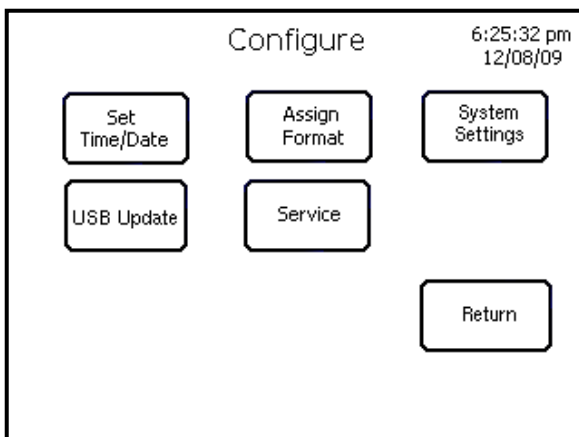 Configure
6:25:32 pm
12/08/09
Set
Time/Date
Assign
Format
System
Settings
USB Update
Service
Return